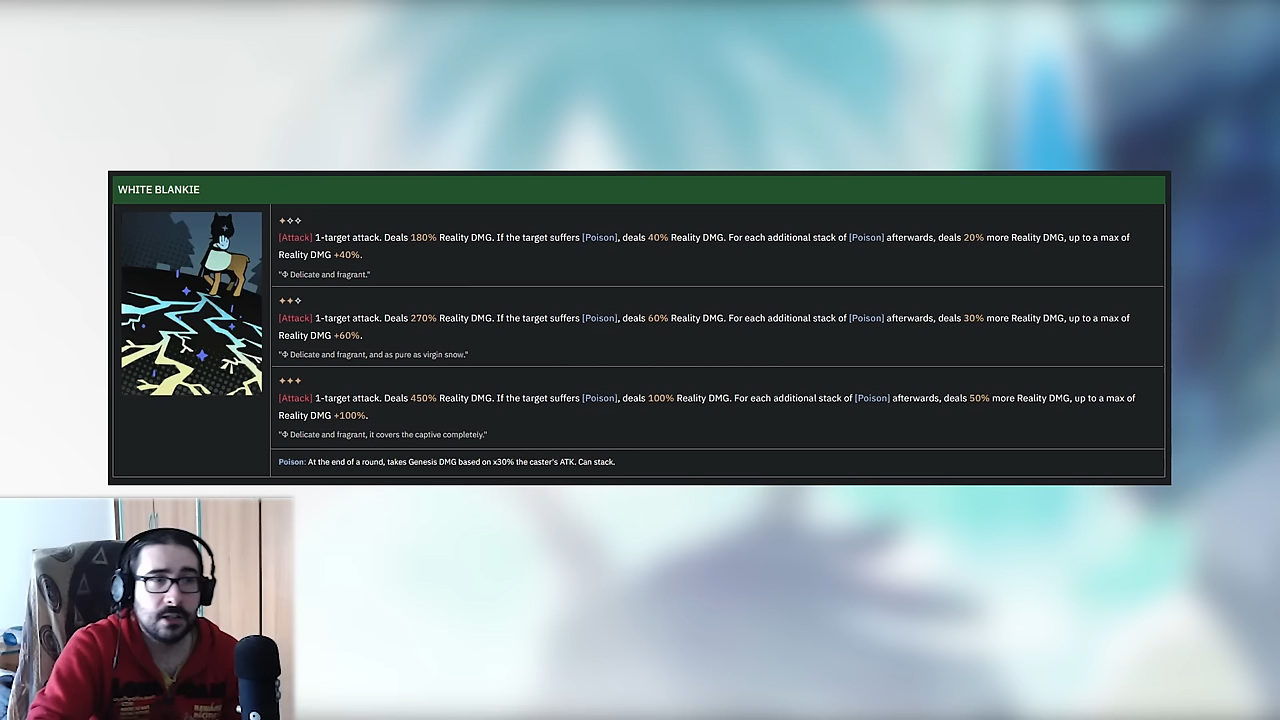 WHITE BLANKIE
✦✧✧
[Attack] 1-target attack. Deals 180% Reality DMG. If the target suffers [Poison], deals 40% Reality DMG. For each additional stack of [Poison] afterwards, deals 20% more Reality DMG, up to a max of
Reality DMG +40%.
"Φ Delicate and fragrant."
✦✦✧
[Attack] 1-target attack. Deals 270% Reality DMG. If the target suffers [Poison], deals 60% Reality DMG. For each additional stack of [Poison] afterwards, deals 30% more Reality DMG, up to a max of
Reality DMG +60%.
"Φ Delicate and fragrant, and as pure as virgin snow."
✦✦✦
[Attack] 1-target attack. Deals 450% Reality DMG. If the target suffers [Poison], deals 100% Reality DMG. For each additional stack of [Poison] afterwards, deals 50% more Reality DMG, up to a max of
Reality DMG +100%.
"Φ Delicate and fragrant, it covers the captive completely."
Poison: At the end of a round, takes Genesis DMG based on x30% the caster's ATK. Can stack.